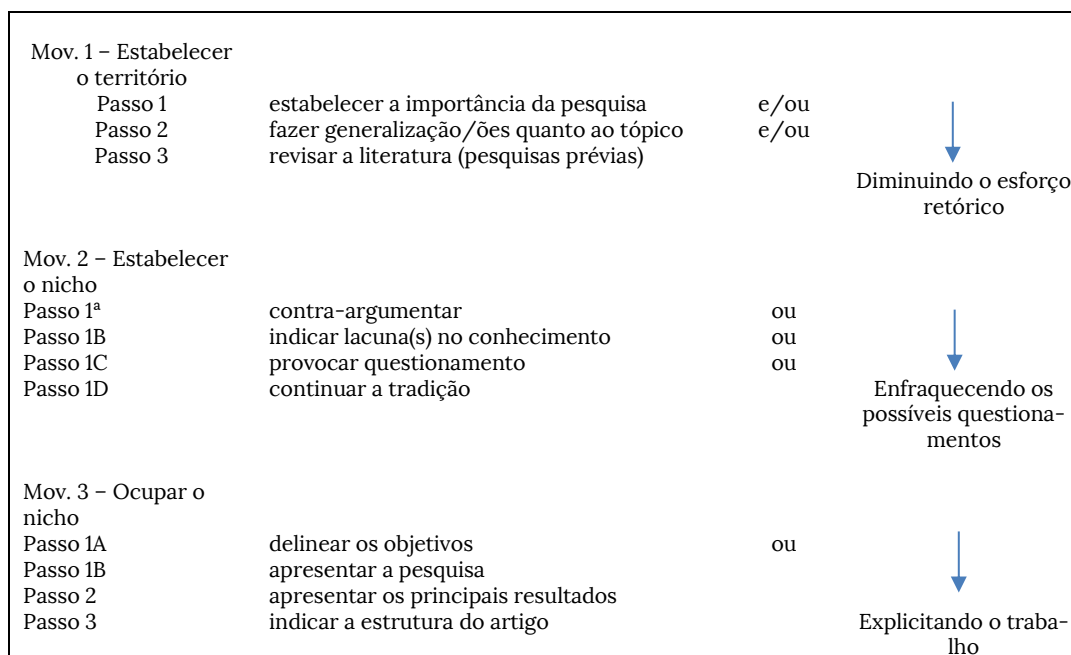 Mov. 1 – Estabelecer
o território
Passo 1 estabelecer a importância da pesquisa e/ou
Passo 2 fazer generalização/ões quanto ao tópico e/ou
Passo 3 revisar a literatura (pesquisas prévias)
Diminuindo o esforço
retórico
Mov. 2 – Estabelecer
o nicho
Passo 1ª contra-argumentar ou
Passo 1B indicar lacuna(s) no conhecimento ou
Passo 1C provocar questionamento ou
Passo 1D continuar a tradição
Enfraquecendo os
possíveis questiona-
mentos
Mov. 3 – Ocupar o
nicho
Passo 1A delinear os objetivos ou
Passo 1B apresentar a pesquisa
Passo 2 apresentar os principais resultados
Passo 3 indicar a estrutura do artigo
Explicitando o traba-
lho